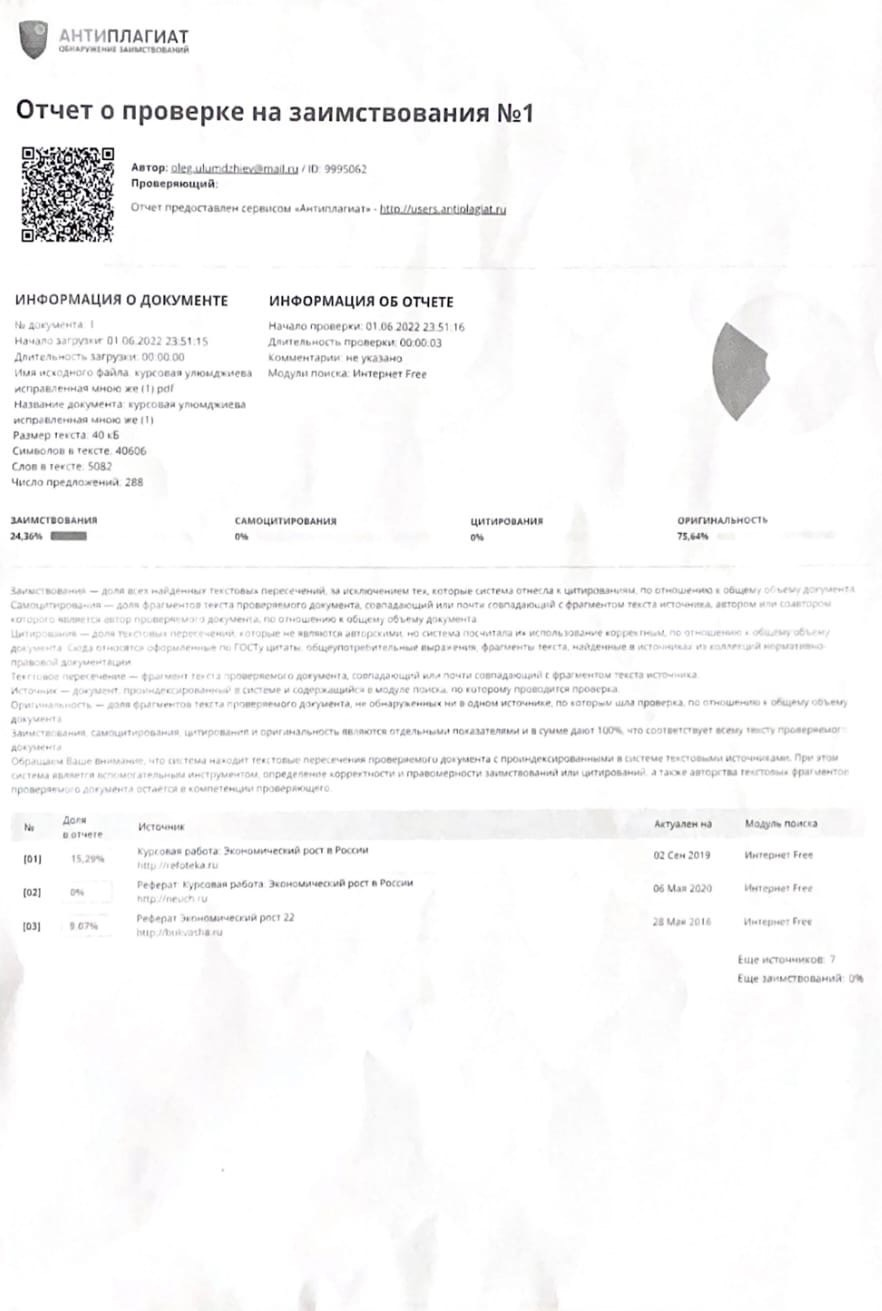 АНТИПЛАГИАТ
ОБНАРУЖЕНИЕ ЗАИМСТВОВАНИЙ
Отчет о проверке на заимствования №1
Автор: oleg.ulumdzhiev@mail.ru / ID: 9995062
Проверяющий:
Отчет предоставлен сервисом «Антиплагиат» - http://users.antiplagiat.ru
ИНФОРМАЦИЯ О ДОКУМЕНТЕ
№ документа: 1
Начало загрузки: 01.06.2022 23:51:15
Длительность загрузки: 00:00:00
Имя исходного файла: курсовая улюмджиева
исправленная мною же (1).pdf
Название документа: курсовая улюмджиева
исправленная мною же (1)
Размер текста: 40 кБ
Cимволов в тексте: 40606
Слов в тексте: 5082
Число предложений: 288
ИНФОРМАЦИЯ ОБ ОТЧЕТЕ
Начало проверки: 01.06.2022 23:51:16
Длительность проверки: 00:00:03
Комментарии: не указано
Модули поиска: Интернет Free
ЗАИМСТВОВАНИЯ
24,36%
САМОЦИТИРОВАНИЯ
0%
ЦИТИРОВАНИЯ
0%
ОРИГИНАЛЬНОСТЬ
75,64%
Заимствования — доля всех найденных текстовых пересечений, за исключением тех, которые система отнесла к цитированиям, по отношению к общему объему документа.
Самоцитирования — доля фрагментов текста проверяемого документа, совпадающий или почти совпадающий с фрагментом текста источника, автором или соавтором
которого является автор проверяемого документа, по отношению к общему объему документа.
Цитирования — доля текстовых пересечений, которые не являются авторскими, но система посчитала их использование корректным, по отношению к общему объему
документа. Сюда относятся оформленные по ГОСТу цитаты; общеупотребительные выражения; фрагменты текста, найденные в источниках из коллекций нормативно-
правовой документации.
Текстовое пересечение — фрагмент текста проверяемого документа, совпадающий или почти совпадающий с фрагментом текста источника.
Источник — документ, проиндексированный в системе и содержащийся в модуле поиска, по которому проводится проверка.
Оригинальность — доля фрагментов текста проверяемого документа, не обнаруженных ни в одном источнике, по которым шла проверка, по отношению к общему объему
документа.
Заимствования, самоцитирования, цитирования и оригинальность являются отдельными показателями и в сумме дают 100%, что соответствует всему тексту проверяемого
документа.
Обращаем Ваше внимание, что система находит текстовые пересечения проверяемого документа с проиндексированными в системе текстовыми источниками. При этом
система является вспомогательным инструментом, определение корректности и правомерности заимствований или цитирований, а также авторства текстовых фрагментов
проверяемого документа остается в компетенции проверяющего.
№ Доля в отчете Источник Актуален на Модуль поиска
[01] 15,29% Курсовая работа: Экономический рост в России 02 Сен 2019 Интернет Free
http://refoteka.ru
[02] 0% Реферат: Курсовая работа: Экономический рост в России 06 Мая 2020 Интернет Free
http://neuch.ru
[03] 9,07% Реферат Экономический рост 22 28 Мая 2016 Интернет Free
http://bukvasha.ru
Еще источников: 7
Еще заимствований: 0%